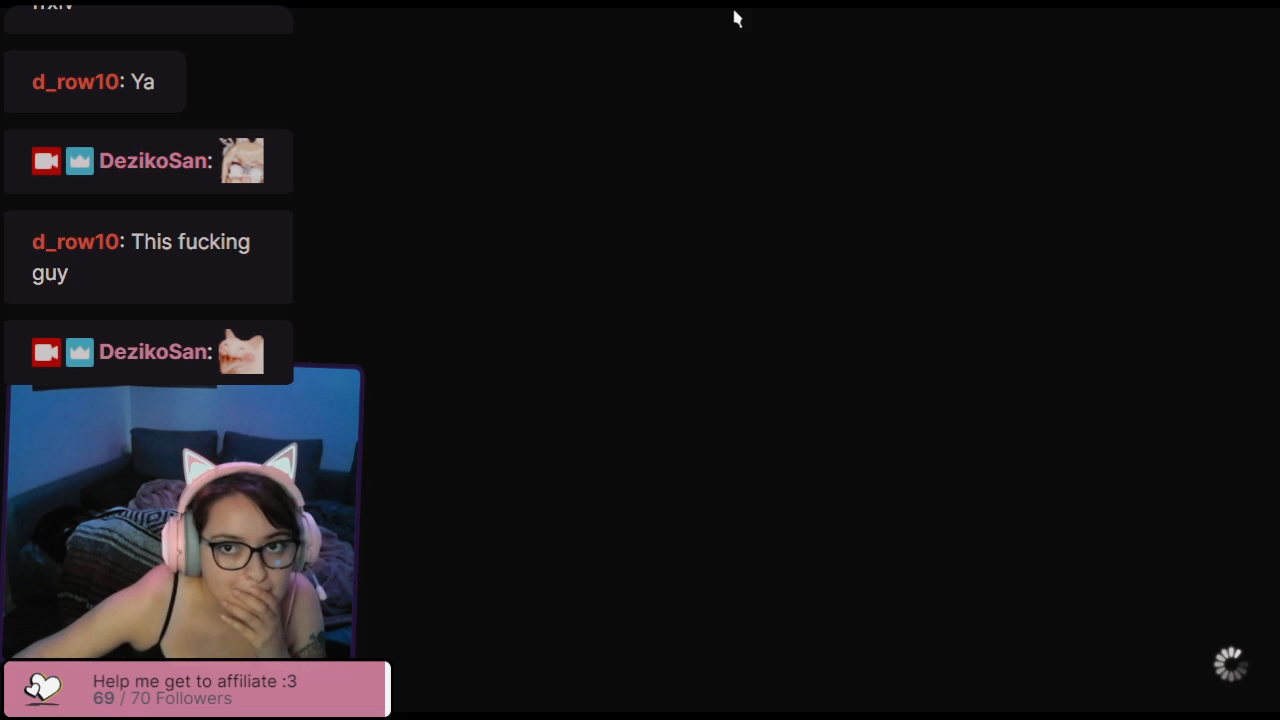 d_row10: Ya
DezikoSan:
d_row10: This fucking
guy
DezikoSan:
Help me get to affiliate :3
69 / 70 Followers